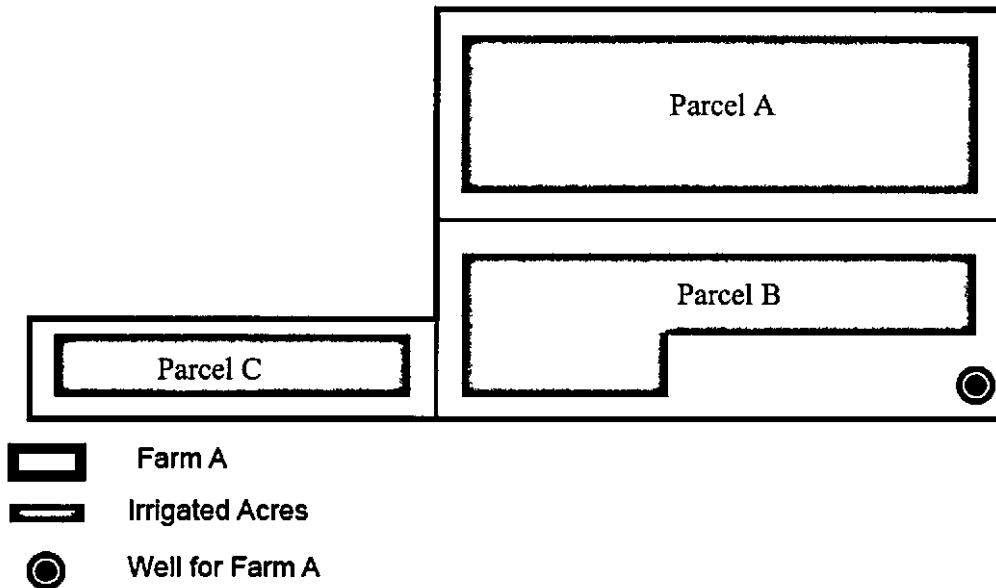 Parcel A
Parcel B
Parcel C
Farm A
Irrigated Acres
Well for Farm A